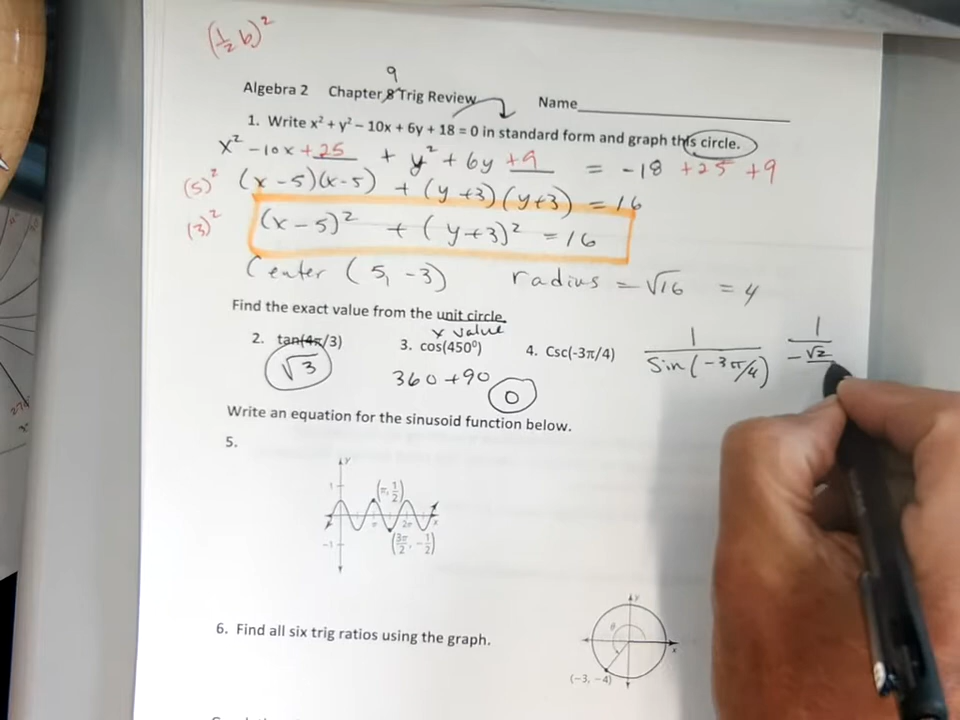 (½ b)²
9
Algebra 2 Chapter 8 Trig Review Name
1. Write x² + y² – 10x + 6y + 18 = 0 in standard form and graph this circle.
x² – 10x + 25 + y² + 6y + 9 = -18 + 25 + 9
(5)² (x – 5)(x – 5) + (y + 3)(y + 3) = 16
(3)² (x – 5)² + (y + 3)² = 16
Center (5, -3) radius = √16 = 4
Find the exact value from the unit circle.
x value
2. tan(4π/3) 3. cos(450⁰) 4. Csc(-3π/4) 1/Sin(-3π/4) 1/-√2
√3 360 + 90 0
Write an equation for the sinusoid function below.
5.
y
1 (π, 1/2)
π 2π x
-1 (3π/2, -1/2)
6. Find all six trig ratios using the graph.
y
θ
x
(−3, −4)